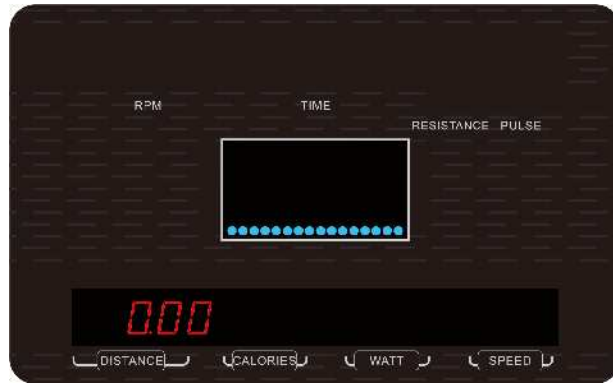 RPM TIME
RESISTANCE PULSE
0.00
DISTANCE CALORIES WATT SPEED